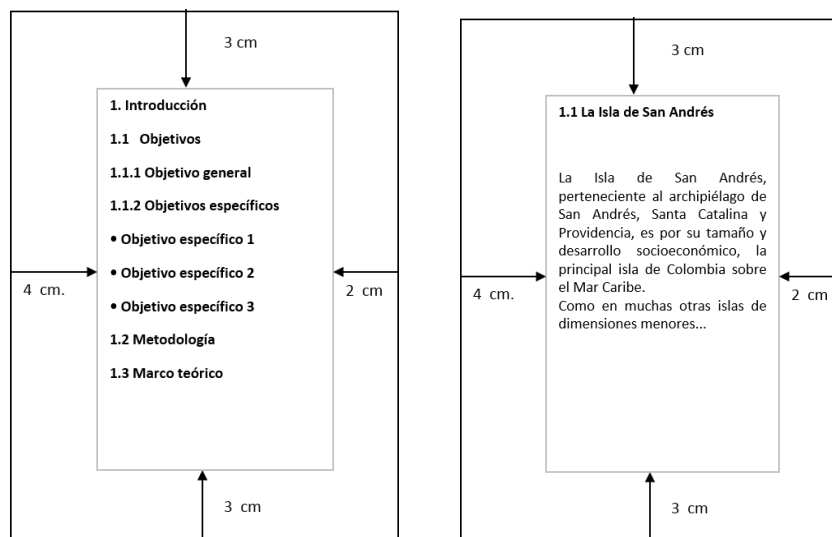 3 cm
1. Introducción
1.1 Objetivos
1.1.1 Objetivo general
1.1.2 Objetivos específicos
• Objetivo específico 1
• Objetivo específico 2
• Objetivo específico 3
1.2 Metodología
1.3 Marco teórico
4 cm.
2 cm
3 cm
3 cm
1.1 La Isla de San Andrés
La Isla de San Andrés,
perteneciente al archipiélago de
San Andrés, Santa Catalina y
Providencia, es por su tamaño y
desarrollo socioeconómico, la
principal isla de Colombia sobre
el Mar Caribe.
Como en muchas otras islas de
dimensiones menores...
4 cm.
2 cm
3 cm